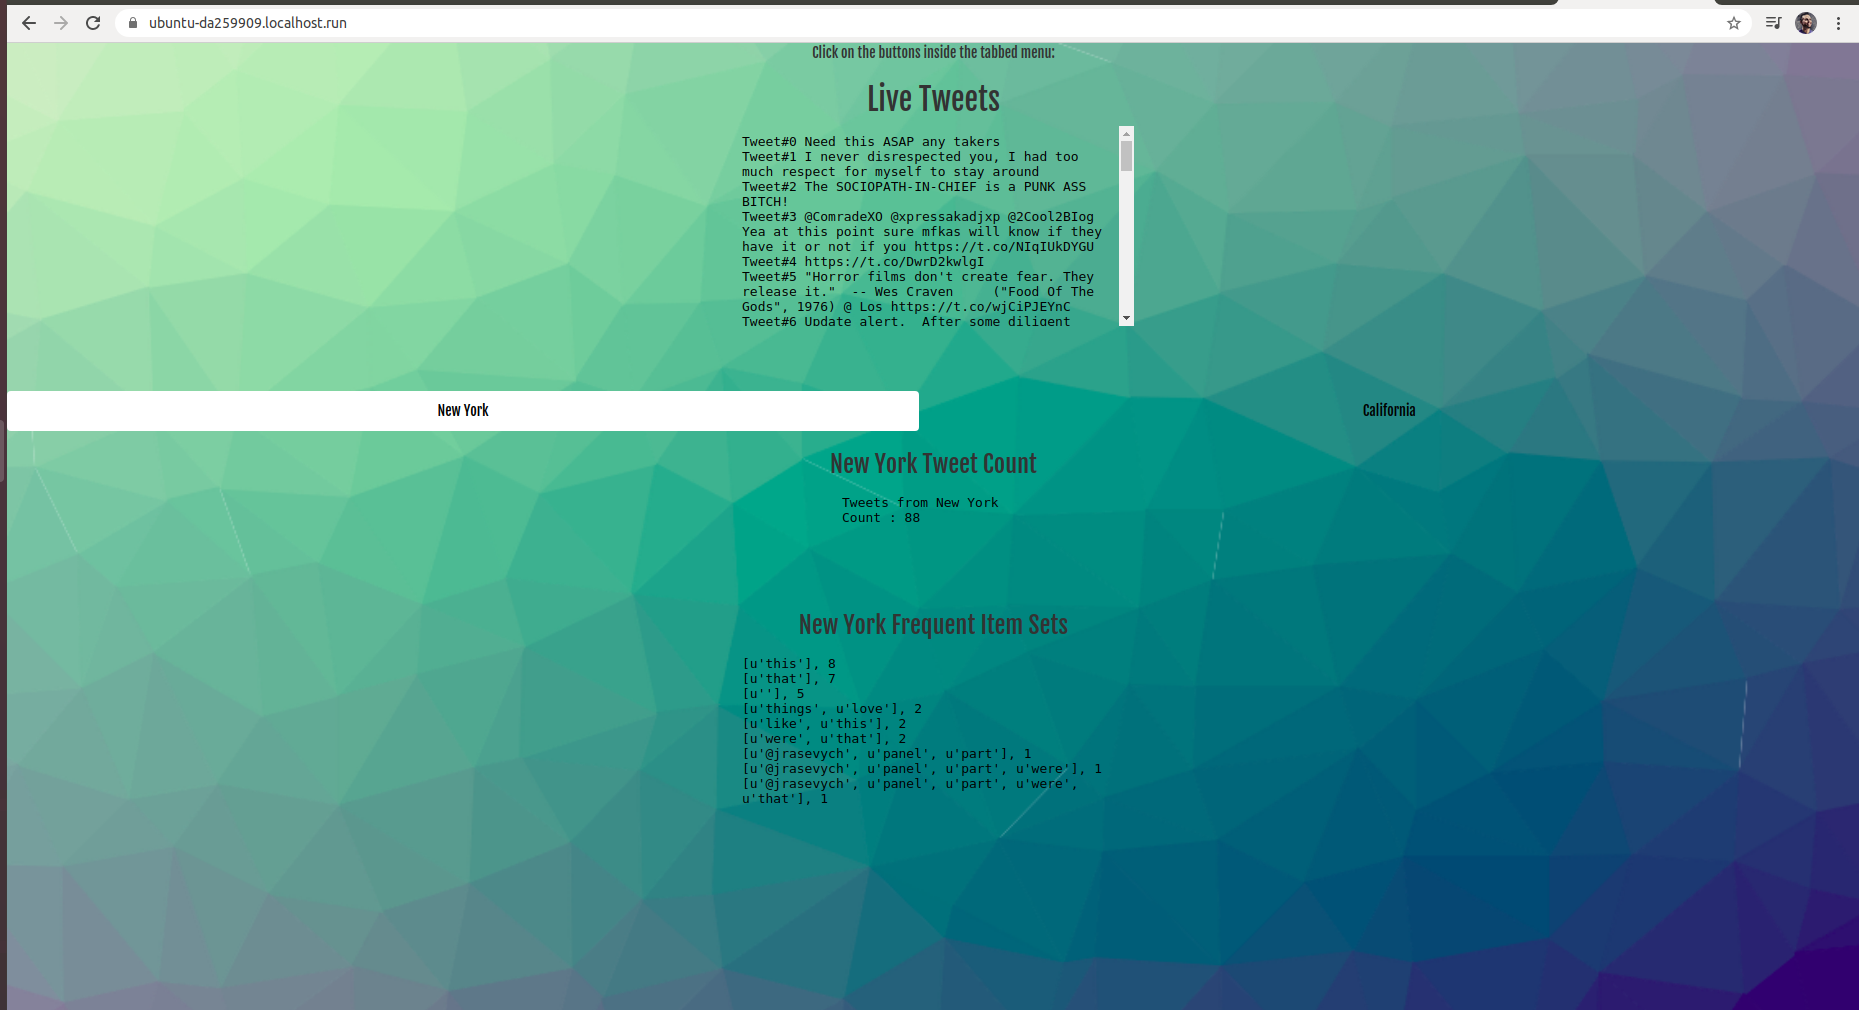 ubuntu-da259909.localhost.run
Click on the buttons inside the tabbed menu:
Live Tweets
Tweet#0 Need this ASAP any takers
Tweet#1 I never disrespected you, I had too
much respect for myself to stay around
Tweet#2 The SOCIOPATH-IN-CHIEF is a PUNK ASS
BITCH!
Tweet#3 @ComradeXO @xpressakadjxp @2Cool2BIog
Yea at this point sure mfkas will know if they
have it or not if you https://t.co/NIqIUkDYGU
Tweet#4 https://t.co/DwrD2kwlgI
Tweet#5 "Horror films don't create fear. They
release it."  -- Wes Craven     ("Food Of The
Gods", 1976) @ Los https://t.co/wjCiPJEYnC
Tweet#6 Update alert.  After some diligent
New York
California
New York Tweet Count
Tweets from New York
Count : 88
New York Frequent Item Sets
[u'this'], 8
[u'that'], 7
[u''], 5
[u'things', u'love'], 2
[u'like', u'this'], 2
[u'were', u'that'], 2
[u'@jrasevych', u'panel', u'part'], 1
[u'@jrasevych', u'panel', u'part', u'were'], 1
[u'@jrasevych', u'panel', u'part', u'were',
u'that'], 1